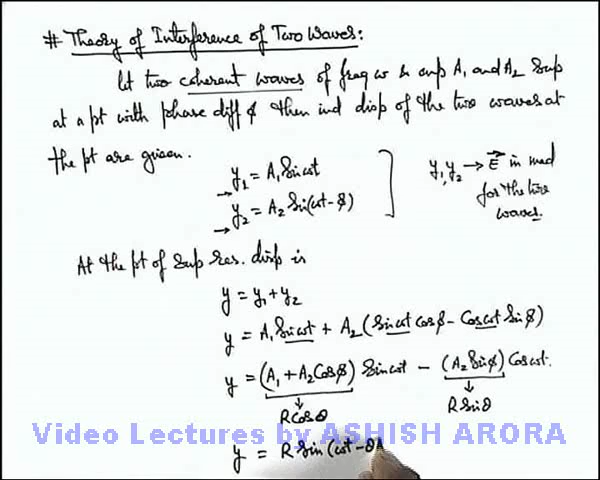 # Theory of Interference of Two Waves:
let two coherent waves of freq ω & amp A₁ and A₂ Sup
at a pt with phase diff φ then ind disp of the two waves at
the pt are given.
y₁ = A₁ Sin ωt
y₂ = A₂ Sin(ωt - φ)
y₁, y₂ → E⃗ in med
for the two
waves.
At the pt of Sup res. disp is
y = y₁ + y₂
y = A₁ Sin ωt + A₂ (Sin ωt Cos φ - Cos ωt Sin φ)
y = (A₁ + A₂ Cos φ) Sin ωt - (A₂ Sin φ) Cos ωt.
↓ ↓
R Cos θ R Sin θ
Video Lectures by ASHISH ARORA
y = R Sin (ωt - θ